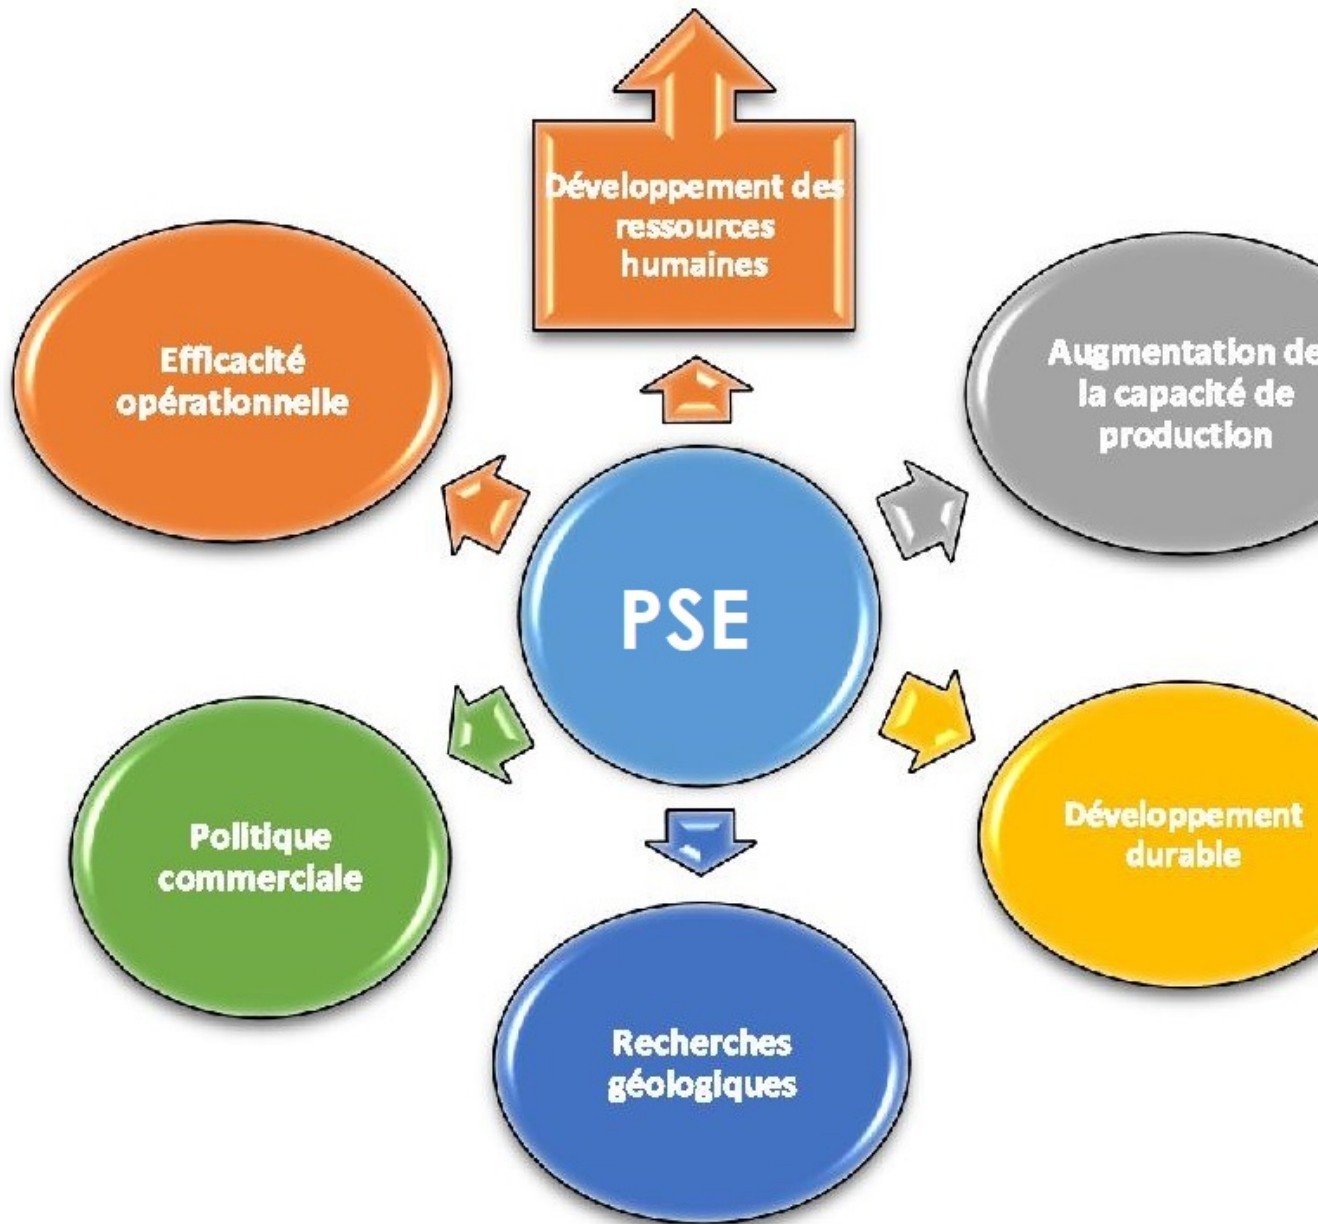 Développement des
ressources
humaines
Efficacité
opérationnelle
Augmentation de
la capacité de
production
PSE
Politique
commerciale
Développement
durable
Recherches
géologiques